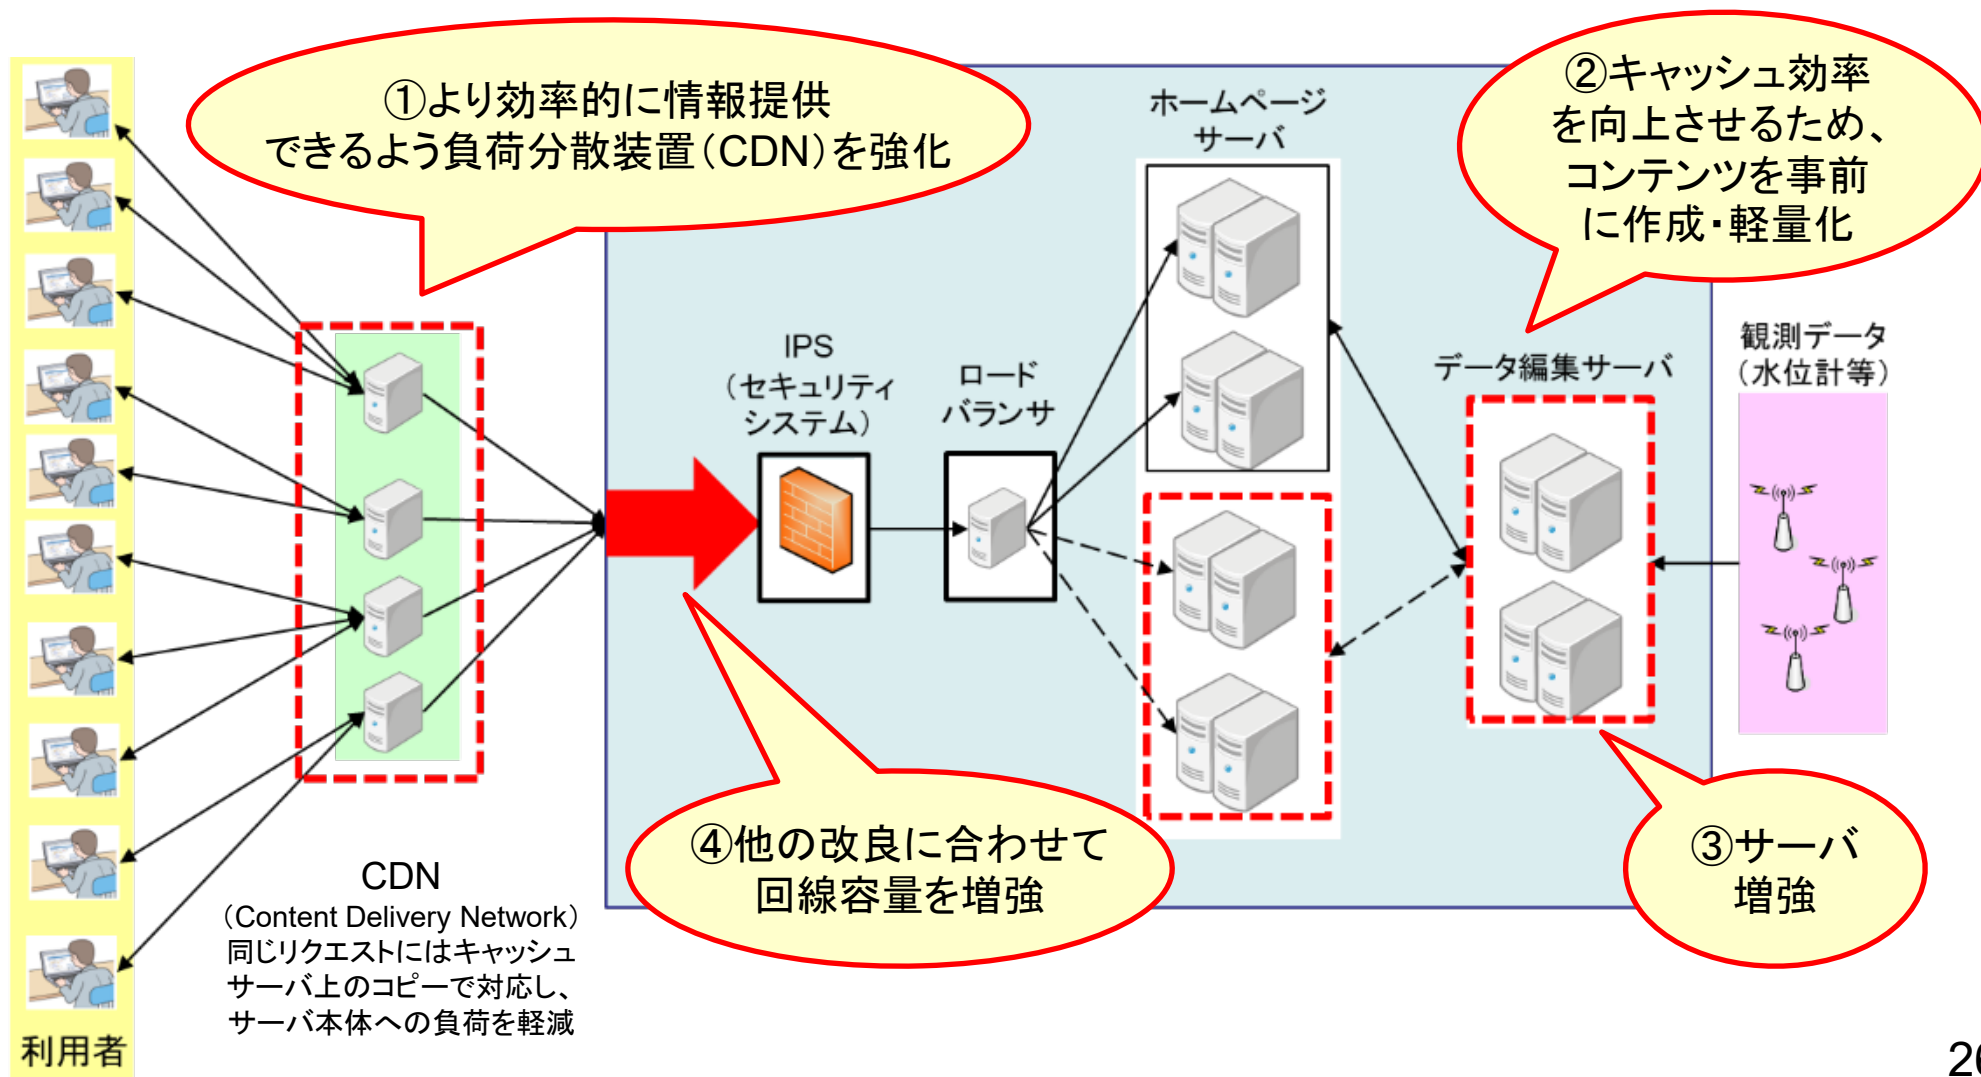 ①より効率的に情報提供
できるよう負荷分散装置（CDN）を強化
②キャッシュ効率
を向上させるため、
コンテンツを事前
に作成・軽量化
ホームページ
サーバ
IPS
（セキュリティ
システム）
ロード
バランサ
データ編集サーバ
観測データ
（水位計等）
④他の改良に合わせて
回線容量を増強
③サーバ
増強
CDN
（Content Delivery Network）
同じリクエストにはキャッシュ
サーバ上のコピーで対応し、
サーバ本体への負荷を軽減
利用者